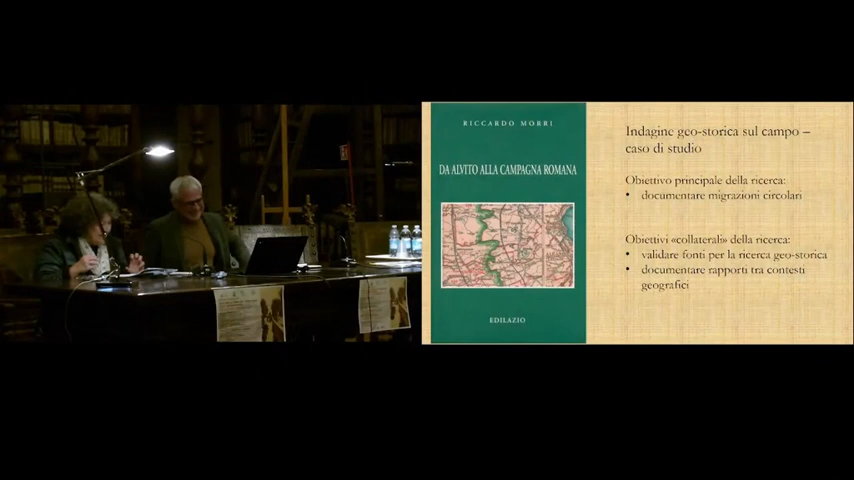 RICCARDO MORRI
DA ALVITO ALLA CAMPAGNA ROMANA
EDILAZIO
Indagine geo-storica sul campo –
caso di studio
Obiettivo principale della ricerca:
• documentare migrazioni circolari
Obiettivi «collaterali» della ricerca:
• validare fonti per la ricerca geo-storica
• documentare rapporti tra contesti
geografici